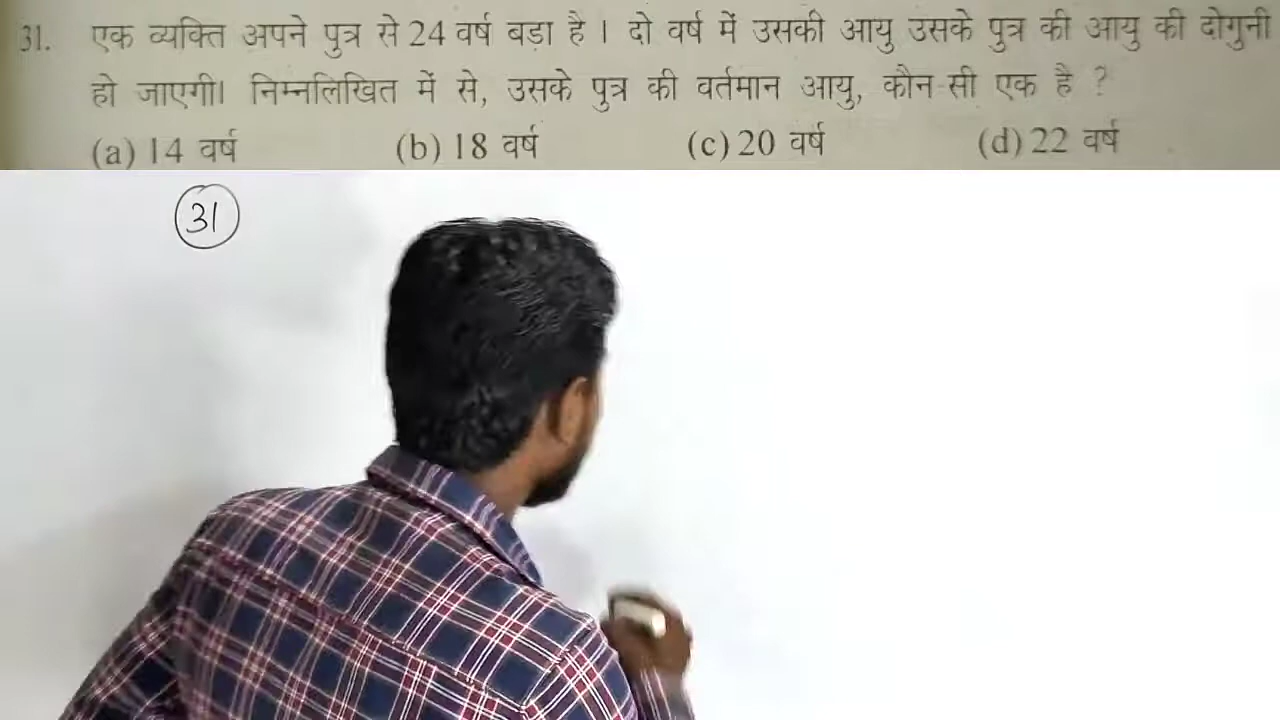 31. एक व्यक्ति अपने पुत्र से 24 वर्ष बड़ा है । दो वर्ष में उसकी आयु उसके पुत्र की आयु की दोगुनी
हो जाएगी। निम्नलिखित में से, उसके पुत्र की वर्तमान आयु, कौन-सी एक है ?
(a) 14 वर्ष (b) 18 वर्ष (c) 20 वर्ष (d) 22 वर्ष
31